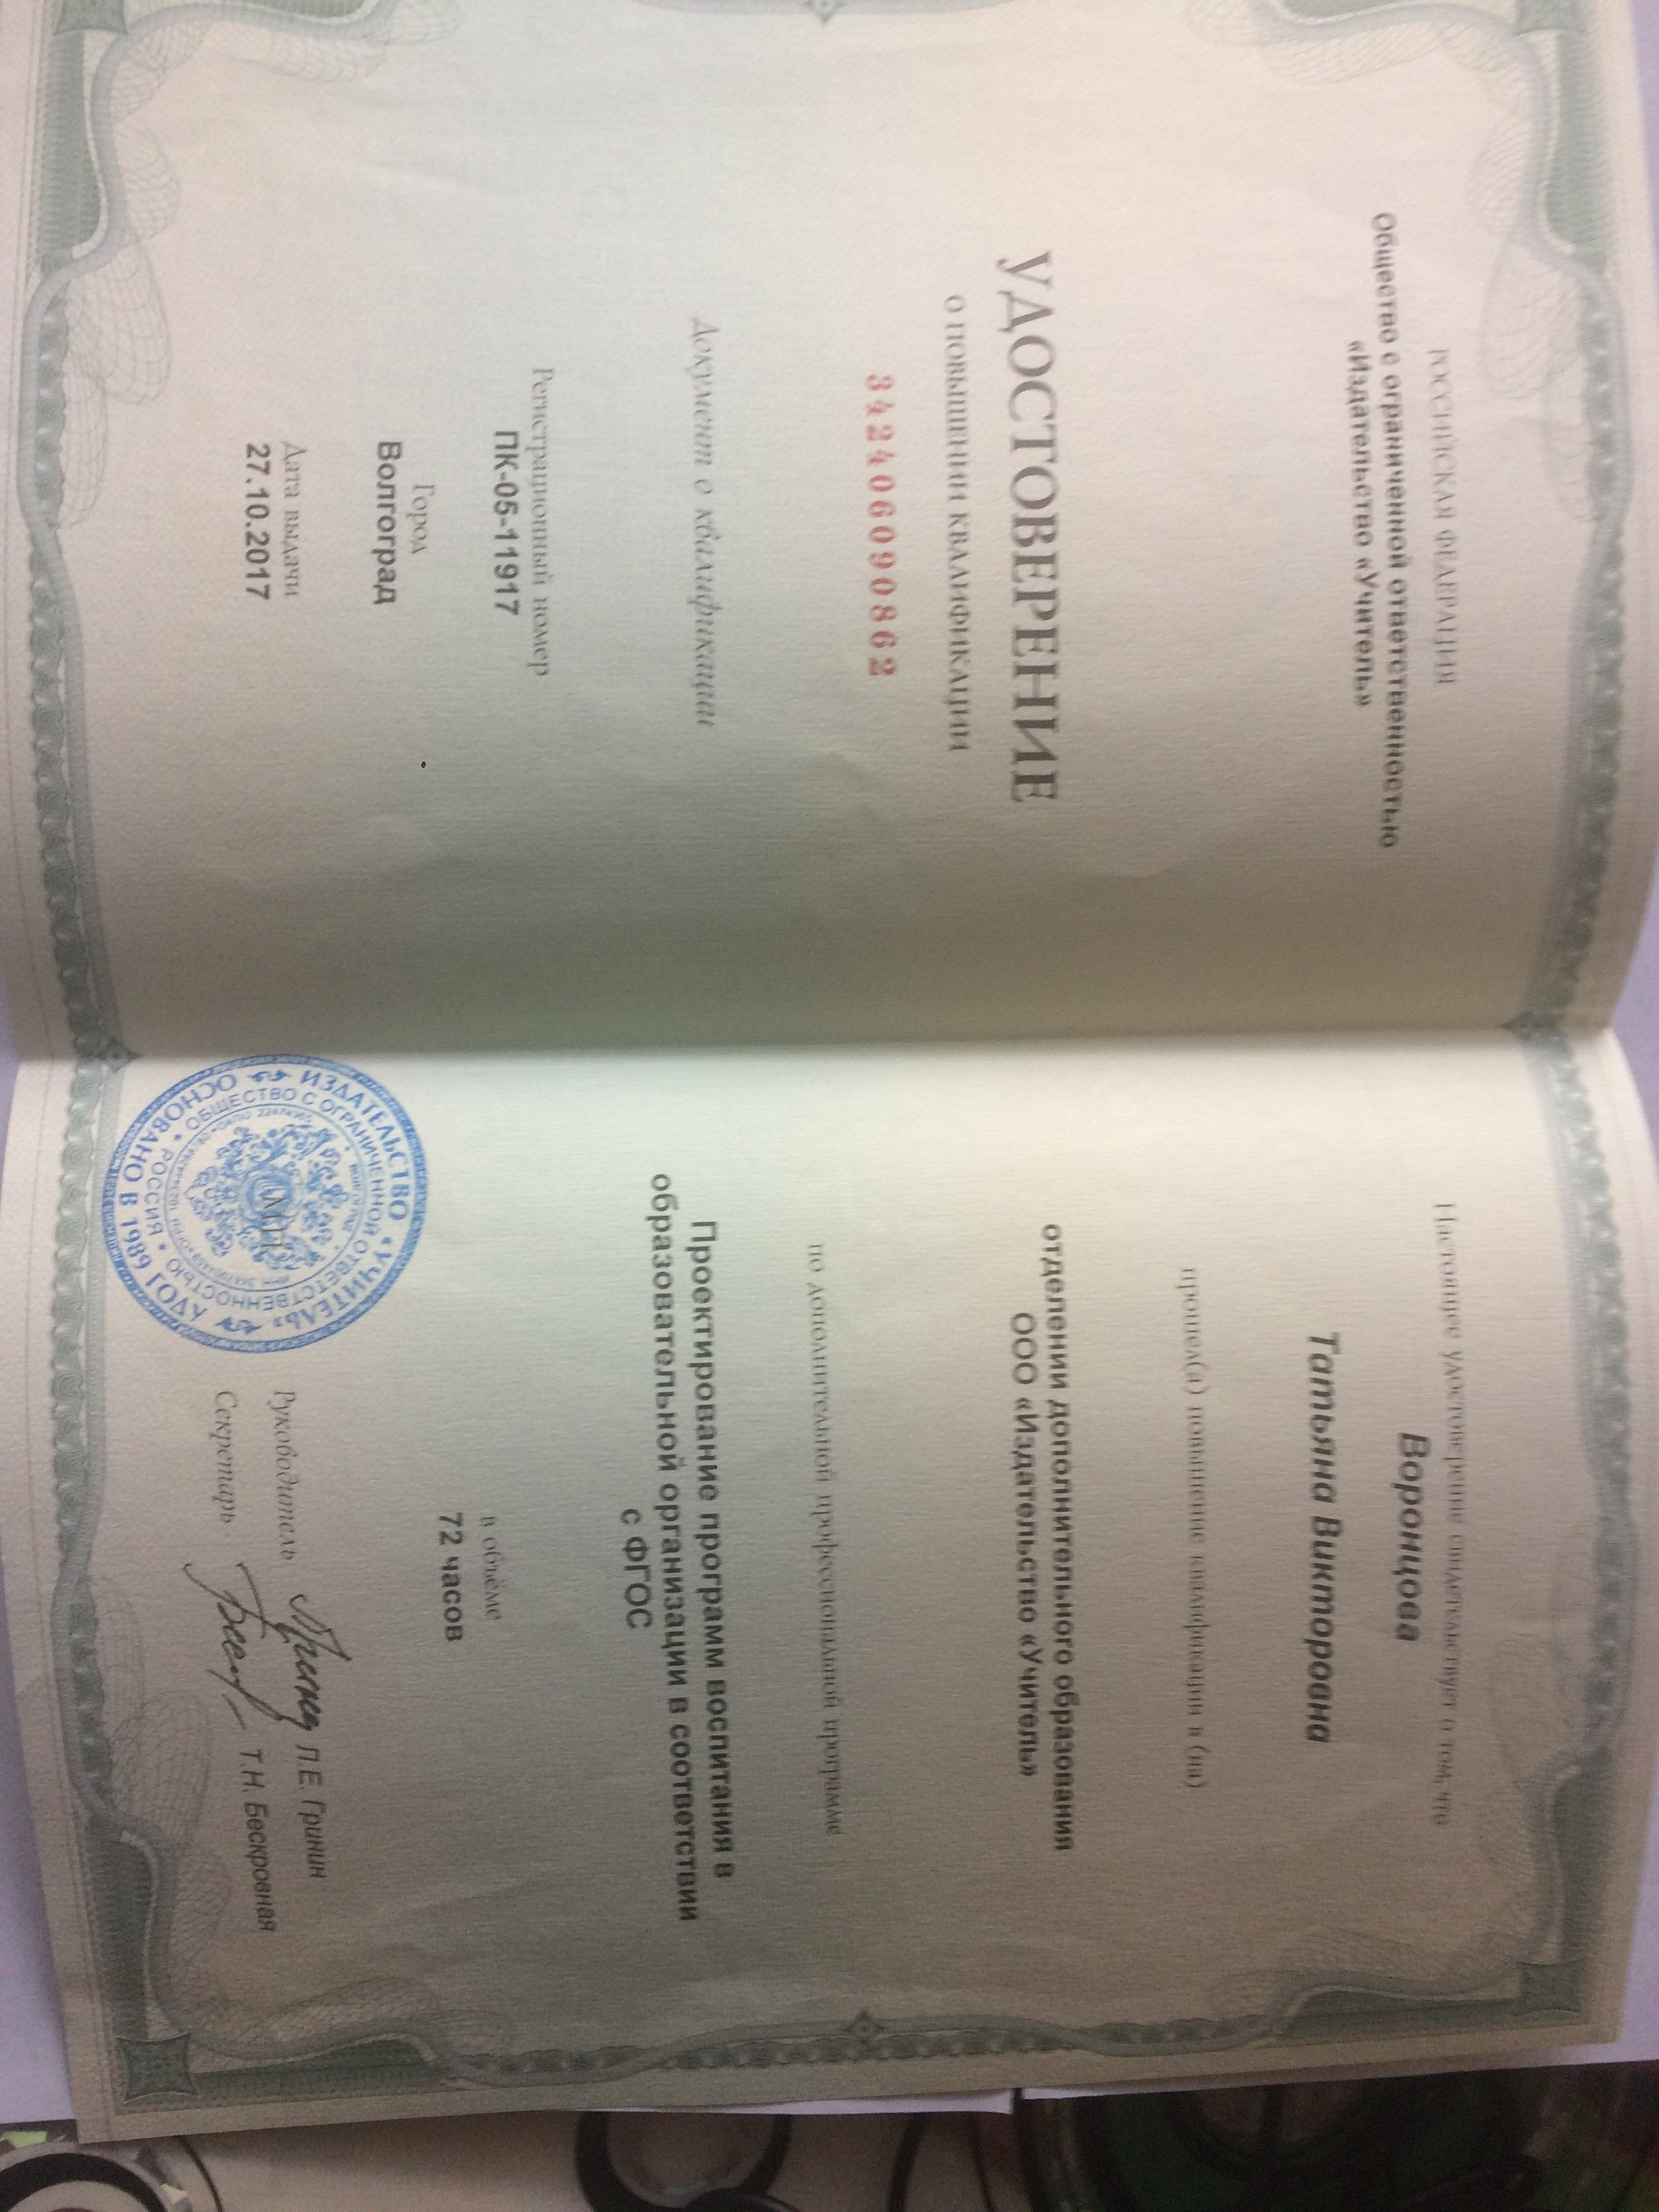 РОССИЙСКАЯ ФЕДЕРАЦИЯ
Общество с ограниченной ответственностью
«Издательство «Учитель»
УДОСТОВЕРЕНИЕ
О ПОВЫШЕНИИ КВАЛИФИКАЦИИ
342406090862
Документ о квалификации
Регистрационный номер
ПК-05-11917
Город
Волгоград
Дата выдачи
27.10.2017
Настоящее удостоверение свидетельствует о том, что
Воронцова
Татьяна Викторовна
прошел(а) повышение квалификации в (на)
отделении дополнительного образования
ООО «Издательство «Учитель»
по дополнительной профессиональной программе
Проектирование программ воспитания в
образовательной организации в соответствии
с ФГОС
в объёме
72 часов
Руководитель Л.Е. Гринин
Секретарь Т.Н. Бескровная
М.П.
ИЗДАТЕЛЬСТВО «УЧИТЕЛЬ»
ОСНОВАНО В 1989 ГОДУ
ОБЩЕСТВО С ОГРАНИЧЕННОЙ ОТВЕТСТВЕННОСТЬЮ
* РОССИЯ *